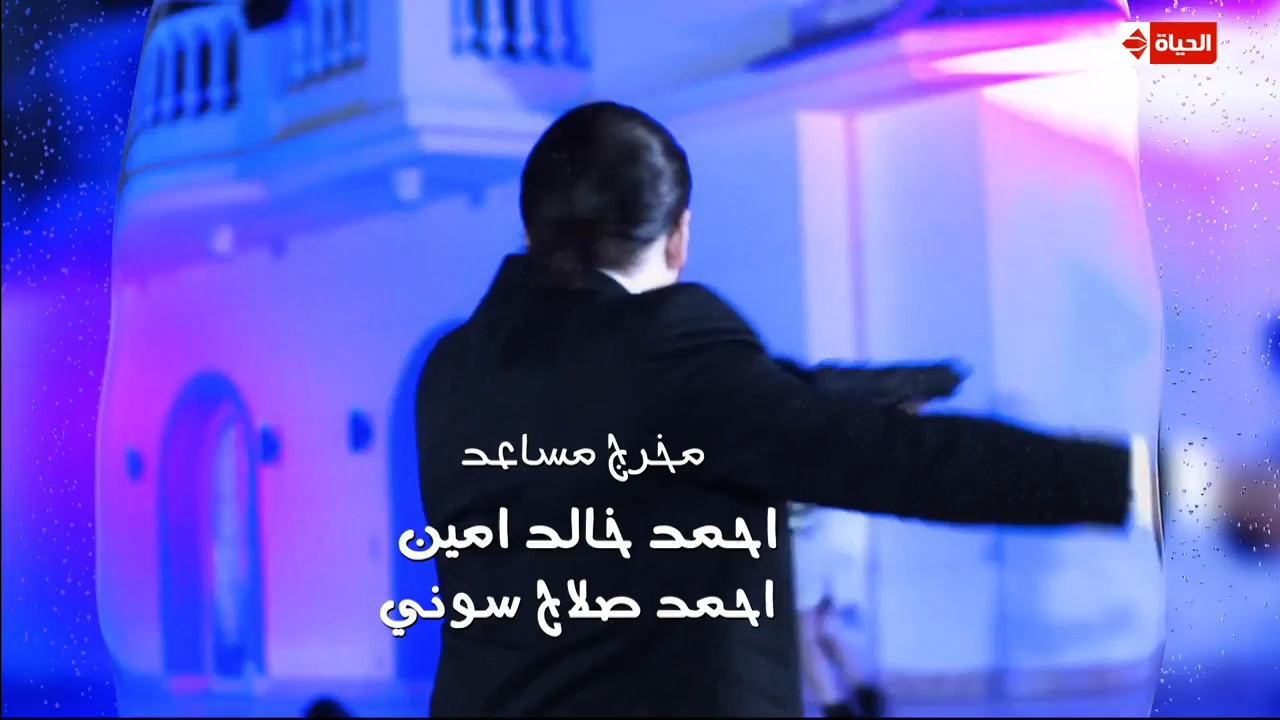 الحياة
مخرج مساعد
احمد خالد امين
احمد صلاح سوني